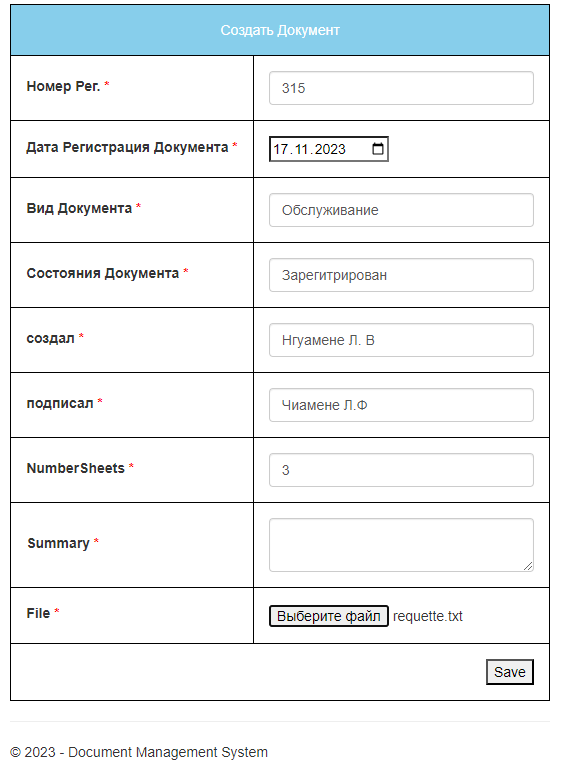 Создать Документ
Номер Рег. *
315
Дата Регистрация Документа *
17.11.2023
Вид Документа *
Обслуживание
Состояния Документа *
Зарегитрирован
создал *
Нгуамене Л. В
подписал *
Чиамене Л.Ф
NumberSheets *
3
Summary *
File *
Выберите файл requette.txt
Save
© 2023 - Document Management System